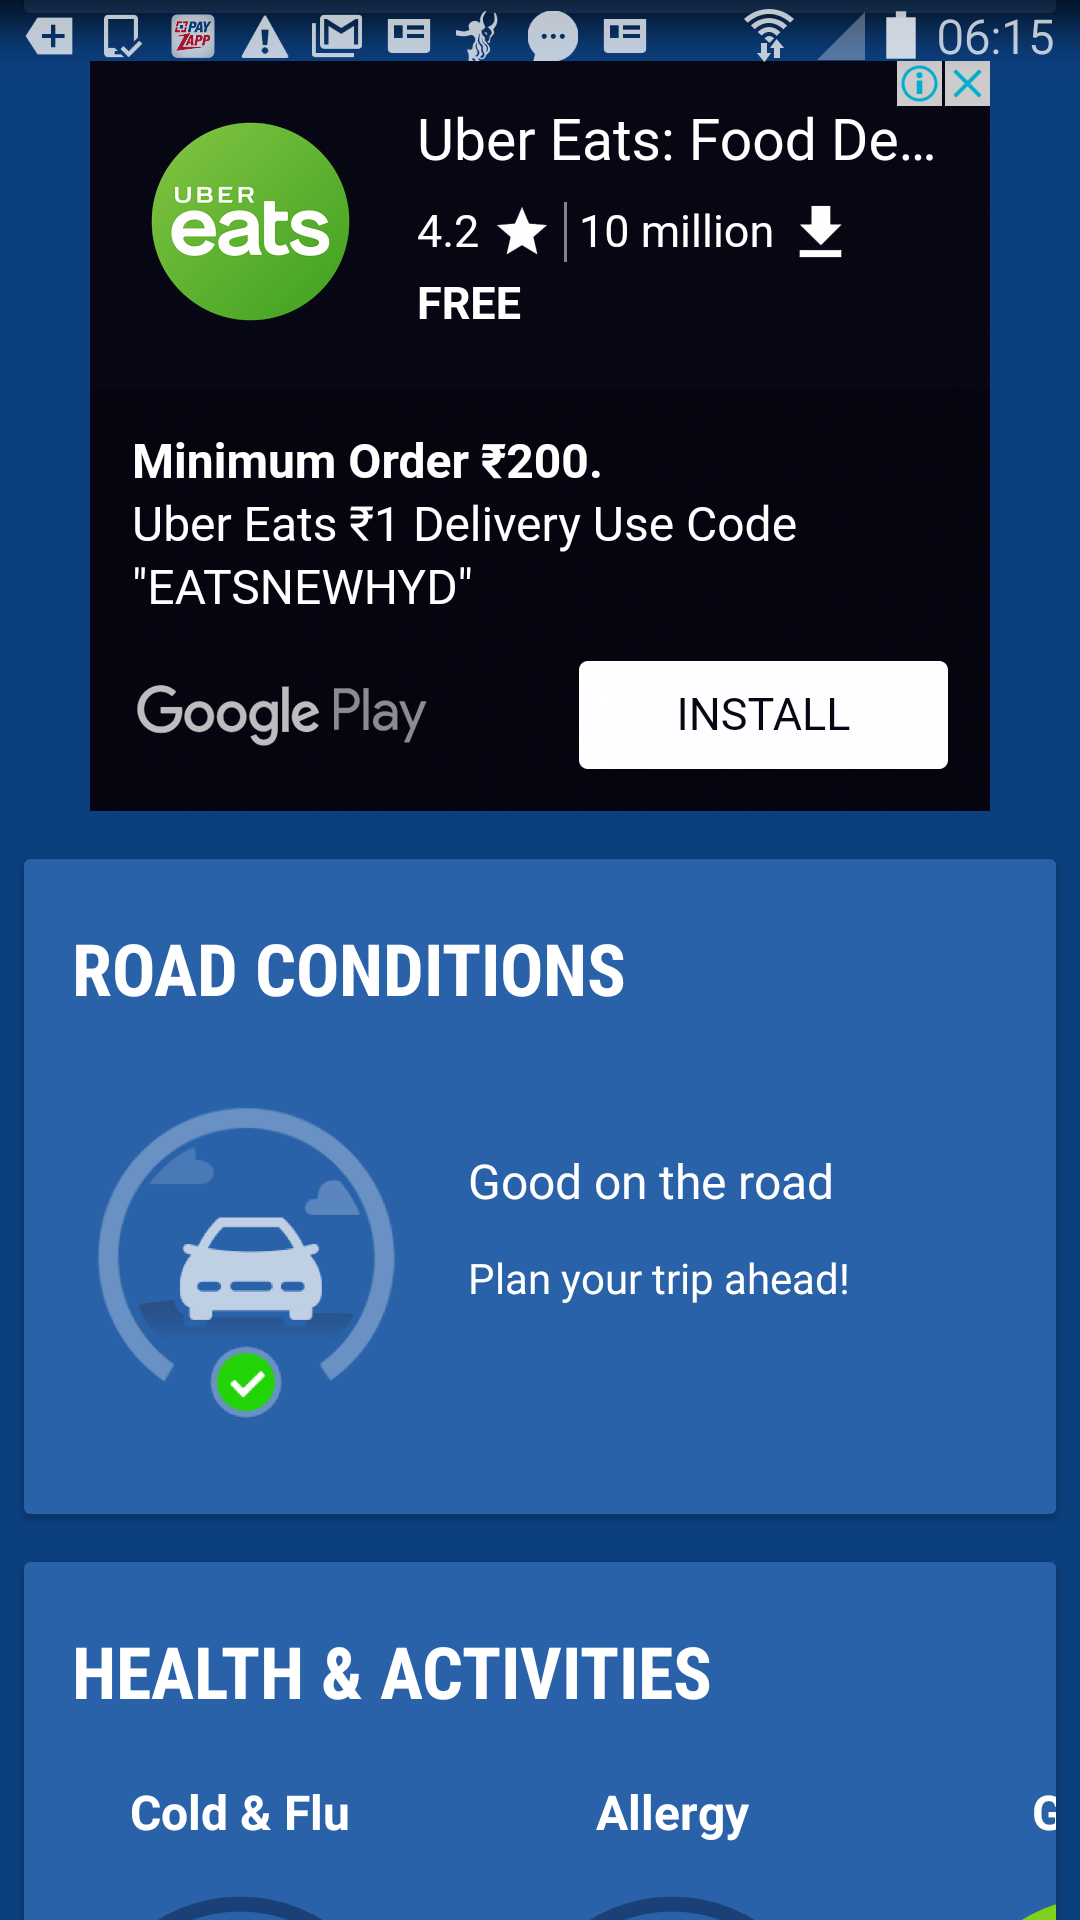 PAY
ZAPP
06:15
UBER
eats
Uber Eats: Food De...
4.2 10 million
FREE
Minimum Order ₹200.
Uber Eats ₹1 Delivery Use Code
"EATSNEWHYD"
Google Play
INSTALL
ROAD CONDITIONS
Good on the road
Plan your trip ahead!
HEALTH & ACTIVITIES
Cold & Flu Allergy